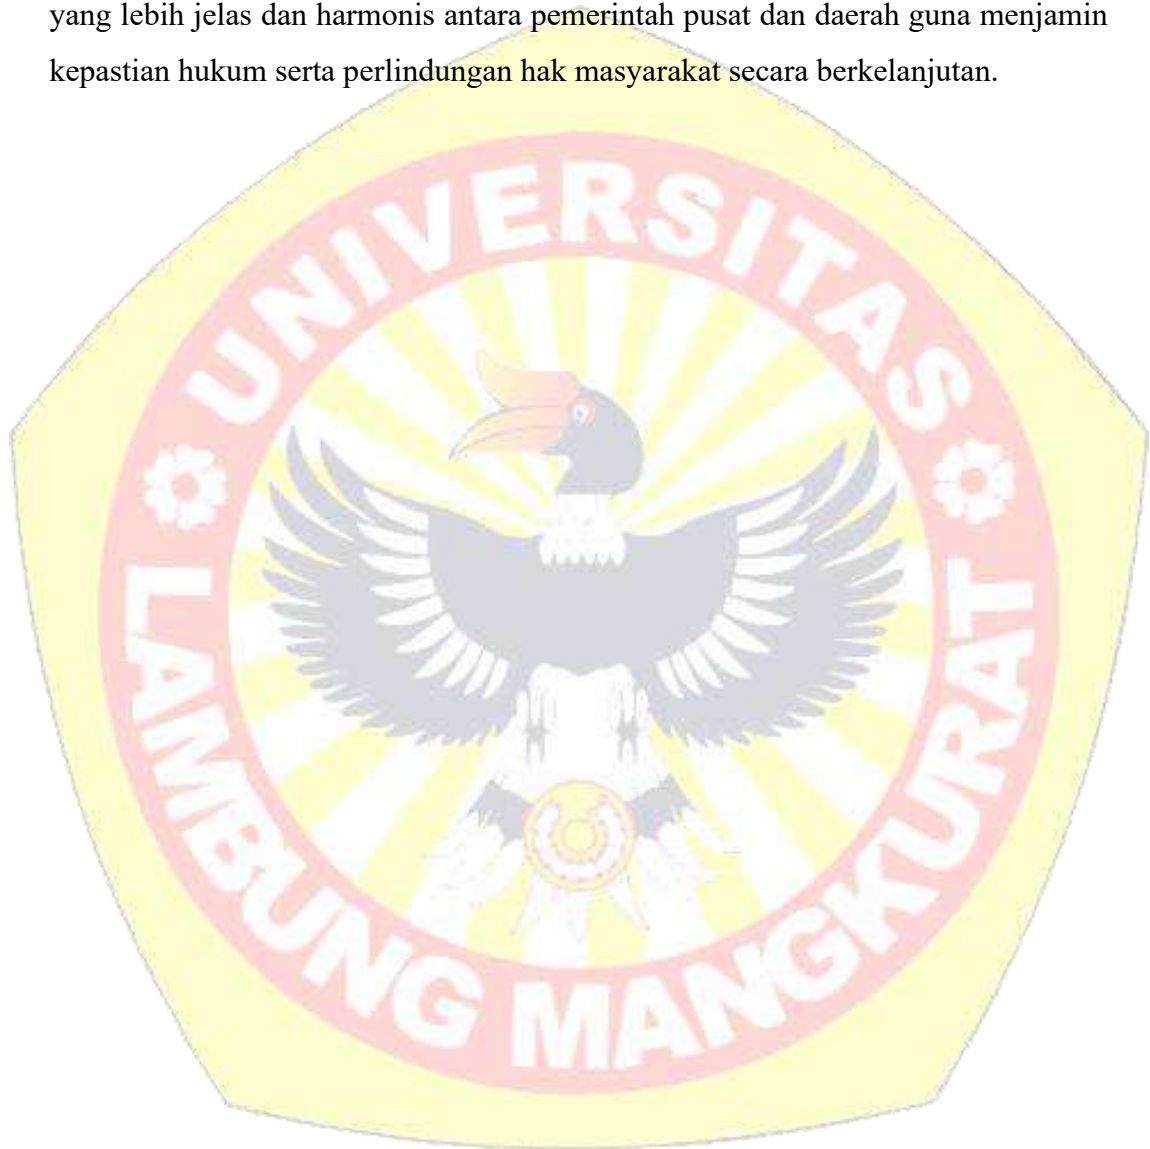 yang lebih jelas dan harmonis antara pemerintah pusat dan daerah guna menjamin
kepastian hukum serta perlindungan hak masyarakat secara berkelanjutan.
UNIVERSITAS
LAMBUNG MANGKURAT